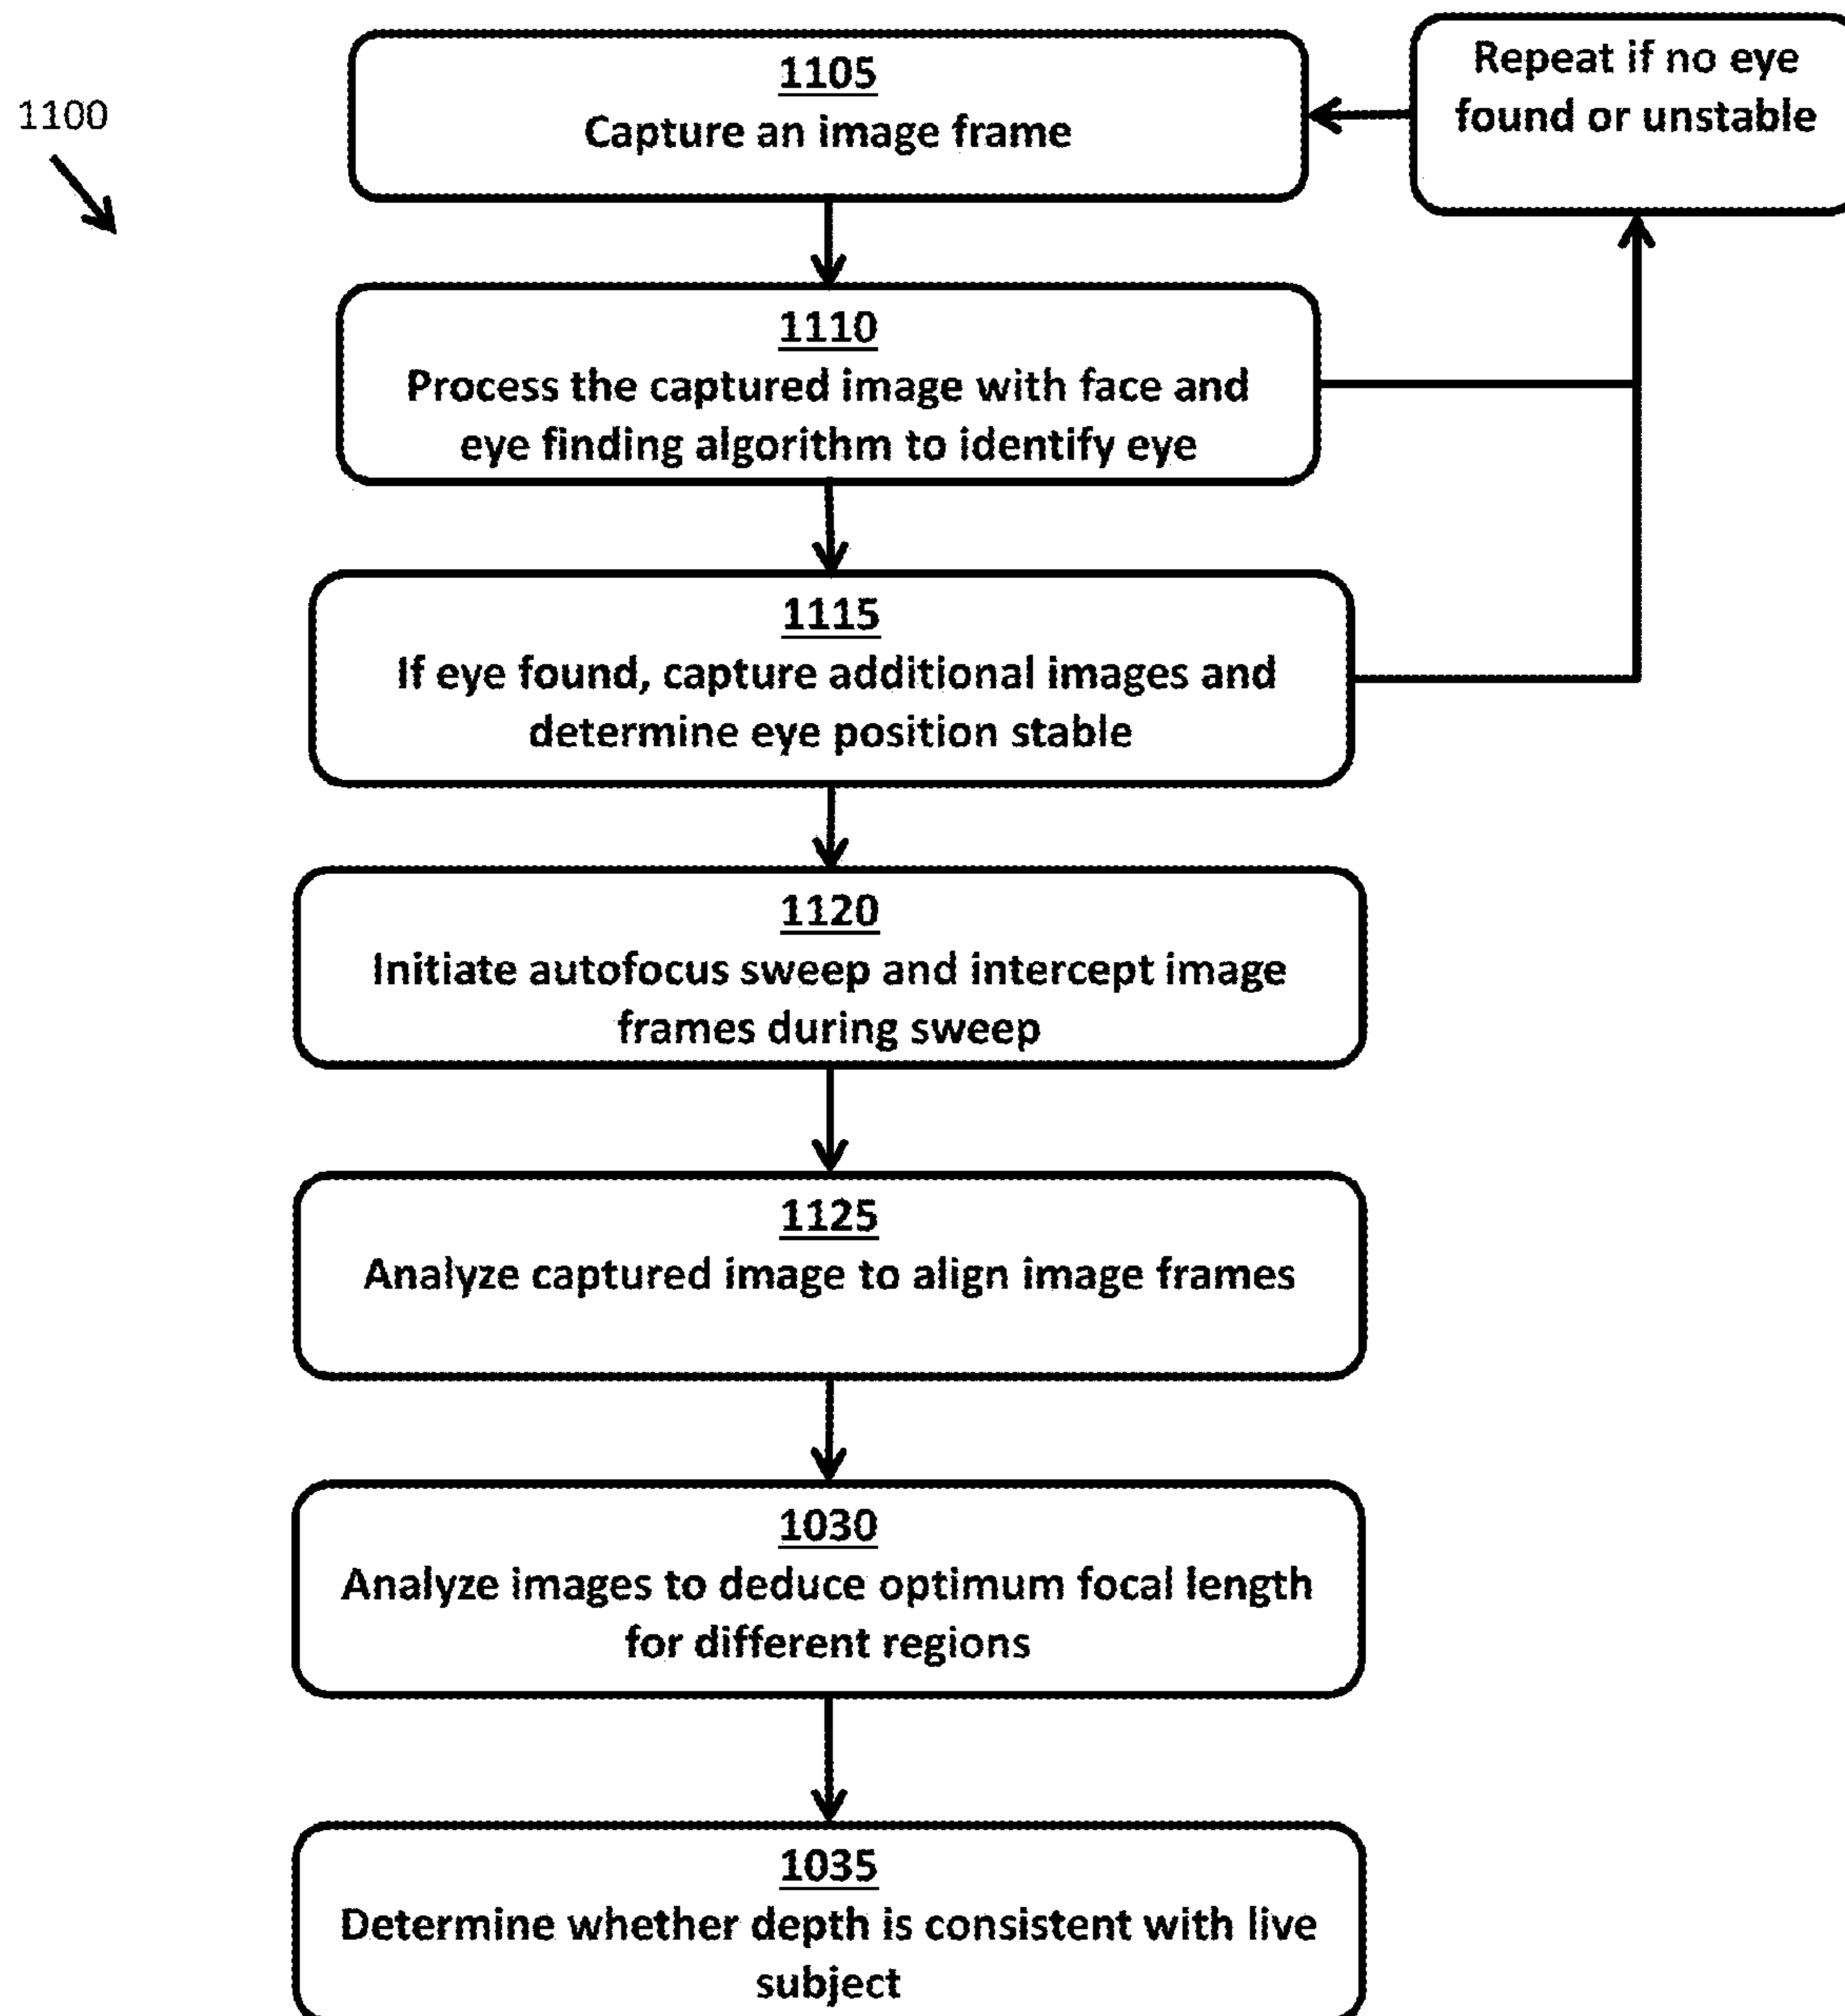 1100
1105
Capture an image frame
Repeat if no eye
found or unstable
1110
Process the captured image with face and
eye finding algorithm to identify eye
1115
If eye found, capture additional images and
determine eye position stable
1120
Initiate autofocus sweep and intercept image
frames during sweep
1125
Analyze captured image to align image frames
1030
Analyze images to deduce optimum focal length
for different regions
1035
Determine whether depth is consistent with live
subject